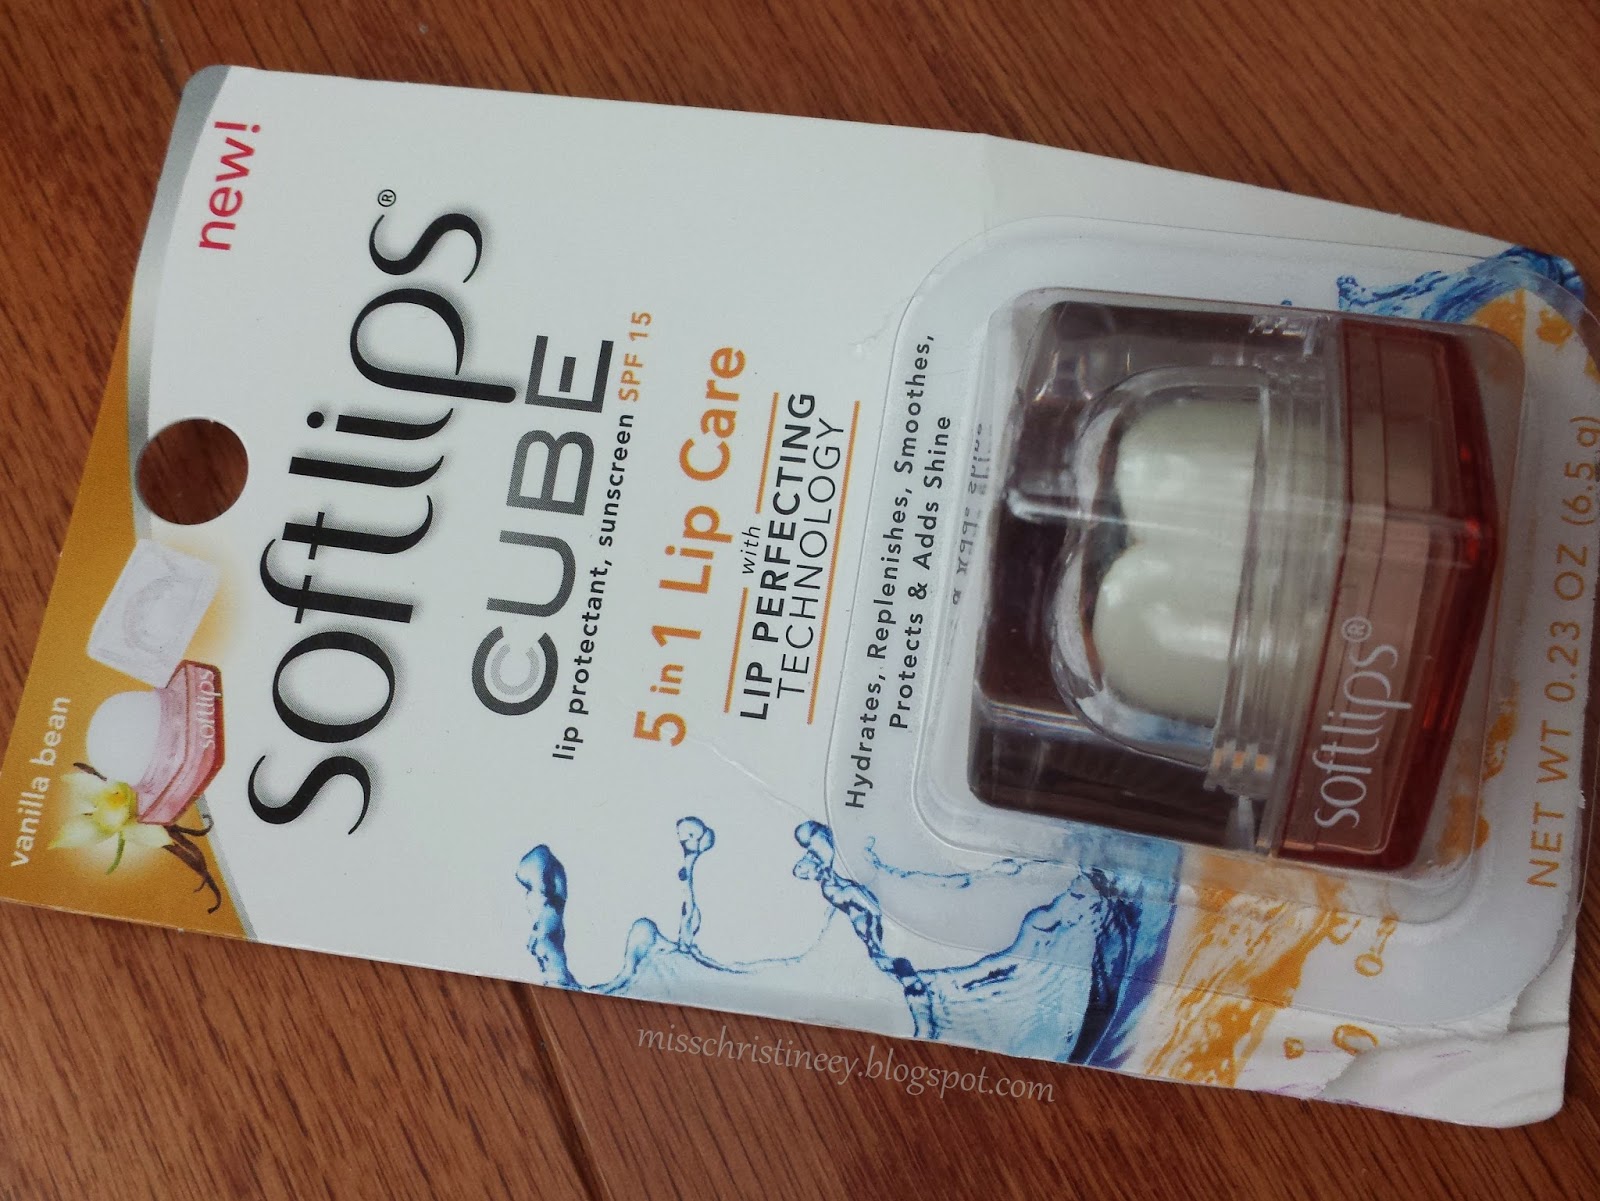 vanilla bean
softlips
new!
softlips®
CUBE
lip protectant, sunscreen SPF 15
5 in 1 Lip Care
with
LIP PERFECTING
TECHNOLOGY
Hydrates, Replenishes, Smoothes,
Protects & Adds Shine
softlips®
NET WT 0.23 OZ (6.5 g)
misschristineey.blogspot.com